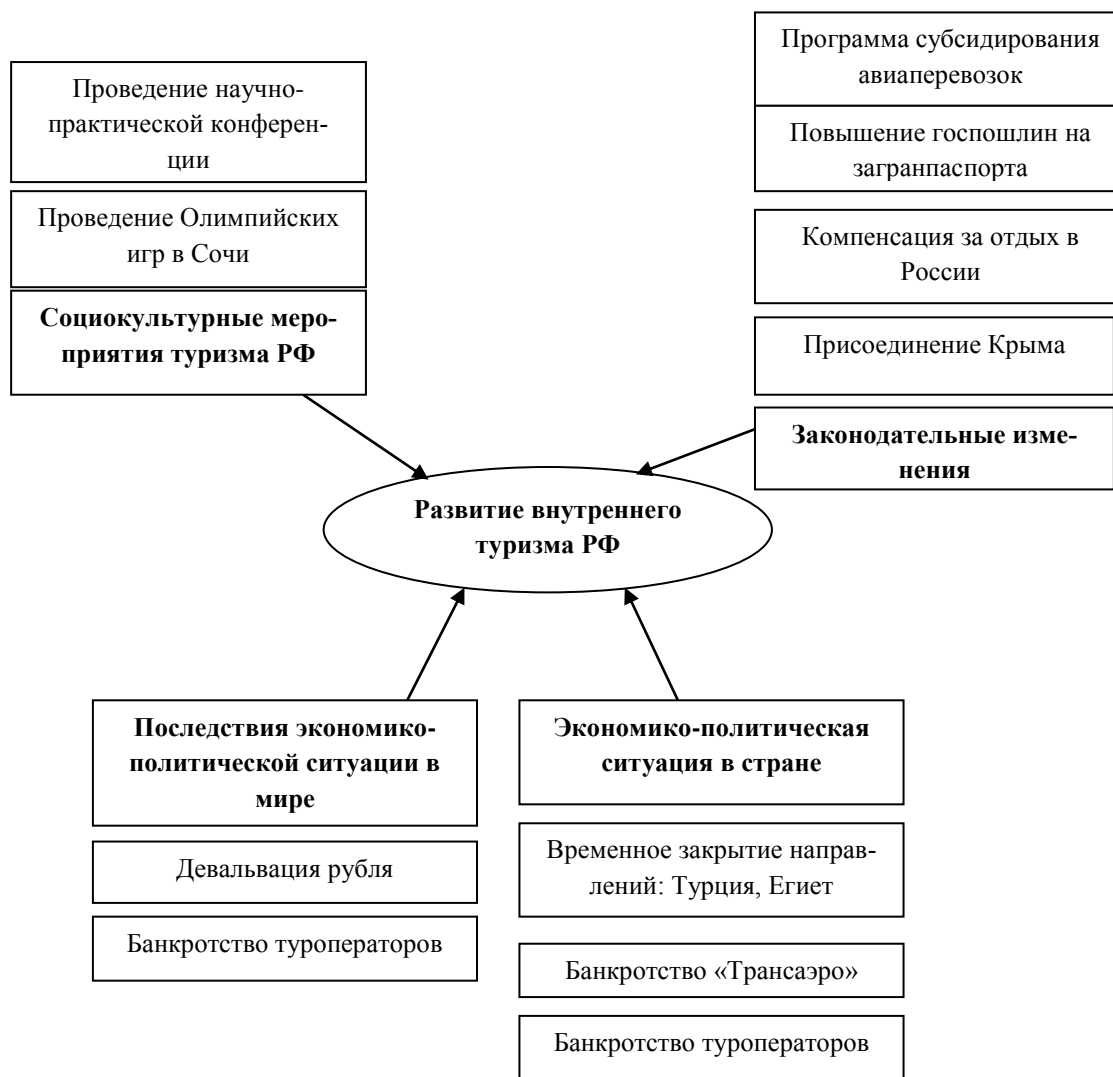 Программа субсидирования
авиаперевозок
Проведение научно-
практической конферен-
ции
Повышение госпошлин на
загранпаспорта
Проведение Олимпийских
игр в Сочи
Компенсация за отдых в
России
Социокультурные меро-
приятия туризма РФ
Присоединение Крыма
Законодательные изме-
нения
Развитие внутреннего
туризма РФ
Последствия экономико-
политической ситуации в
мире
Девальвация рубля
Банкротство туроператоров
Экономико-политическая
ситуация в стране
Временное закрытие направ-
лений: Турция, Египет
Банкротство «Трансаэро»
Банкротство туроператоров